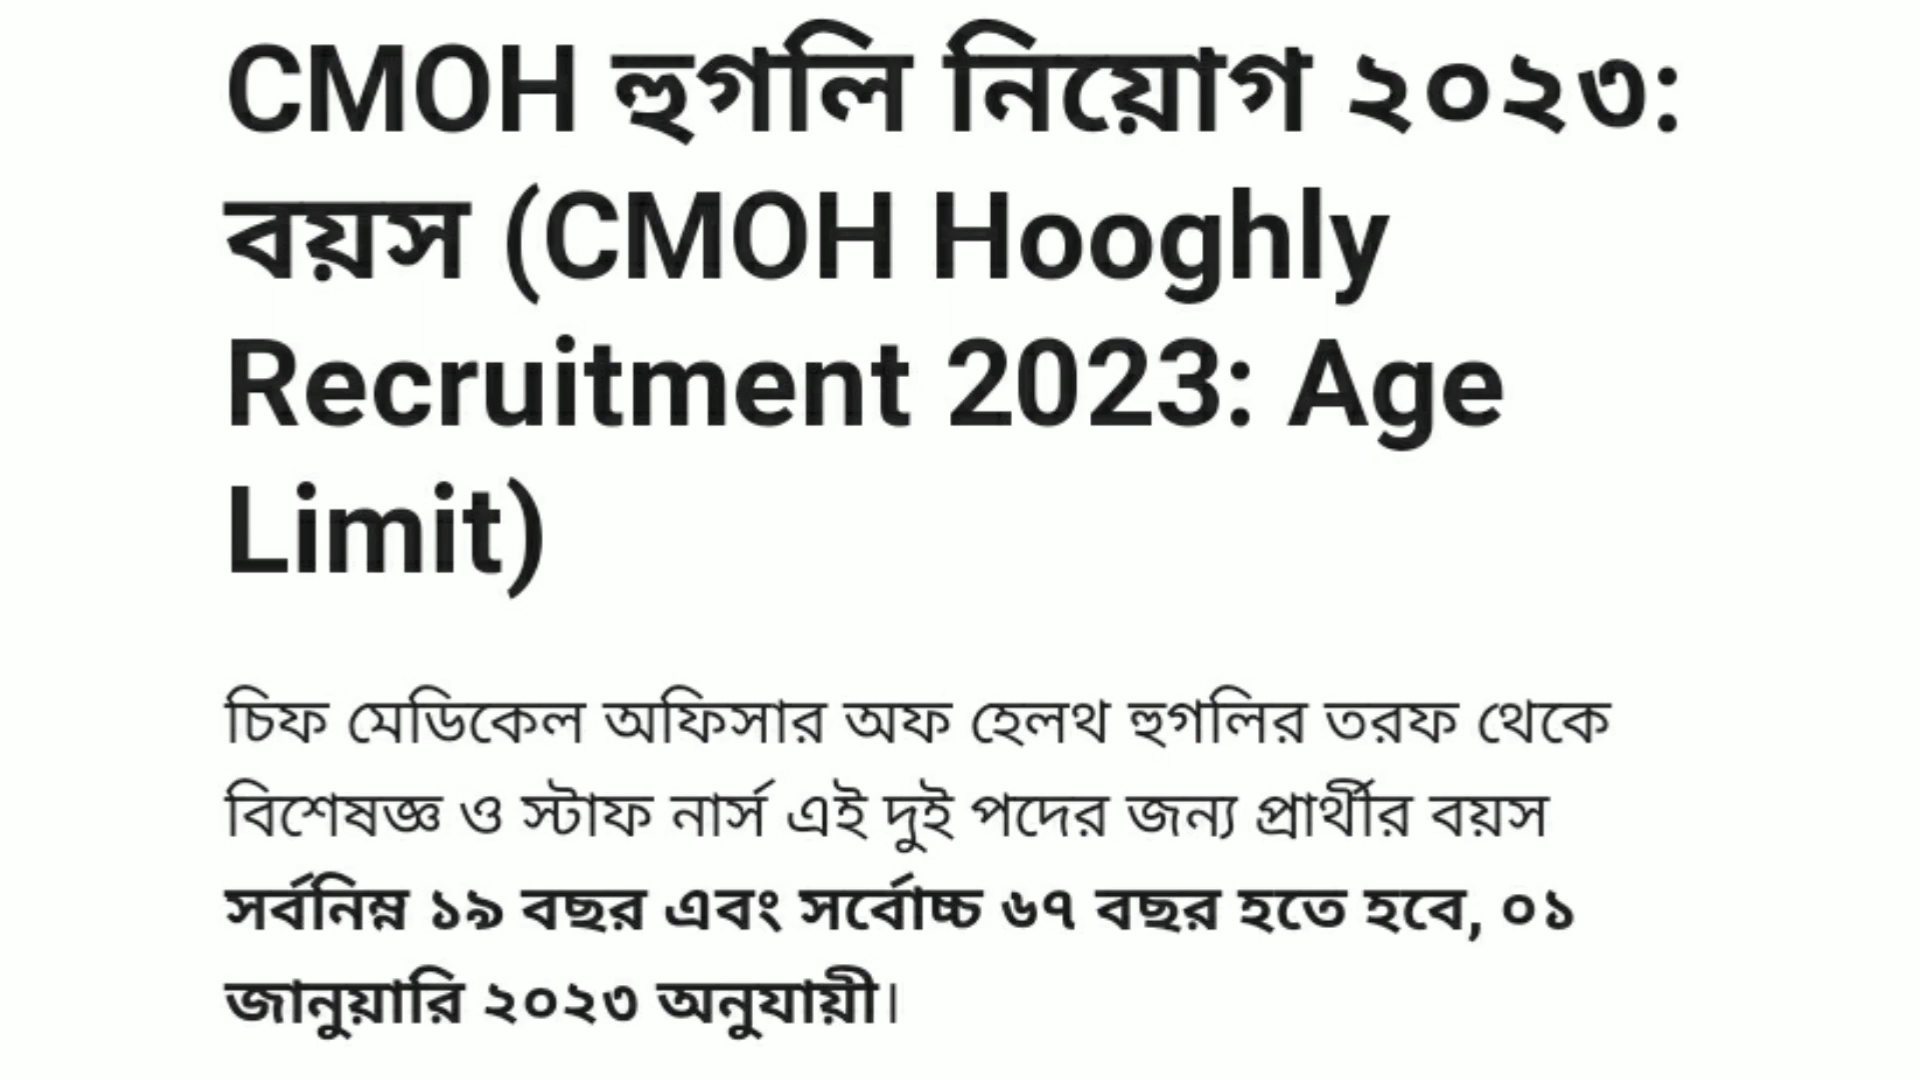 CMOH হুগলি নিয়োগ ২০২৩:
বয়স (CMOH Hooghly
Recruitment 2023: Age
Limit)
চিফ মেডিকেল অফিসার অফ হেলথ হুগলির তরফ থেকে
বিশেষজ্ঞ ও স্টাফ নার্স এই দুই পদের জন্য প্রার্থীর বয়স
সর্বনিম্ন ১৯ বছর এবং সর্বোচ্চ ৬৭ বছর হতে হবে, ০১
জানুয়ারি ২০২৩ অনুযায়ী।